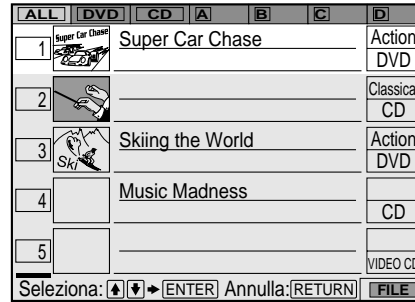 ALL DVD CD A B C D
1 Super Car Chase Super Car Chase Action
DVD
2 Classica
CD
3 Ski Skiing the World Action
DVD
4 Music Madness
CD
5
VIDEO CD
Seleziona: ENTER Annulla: RETURN FILE